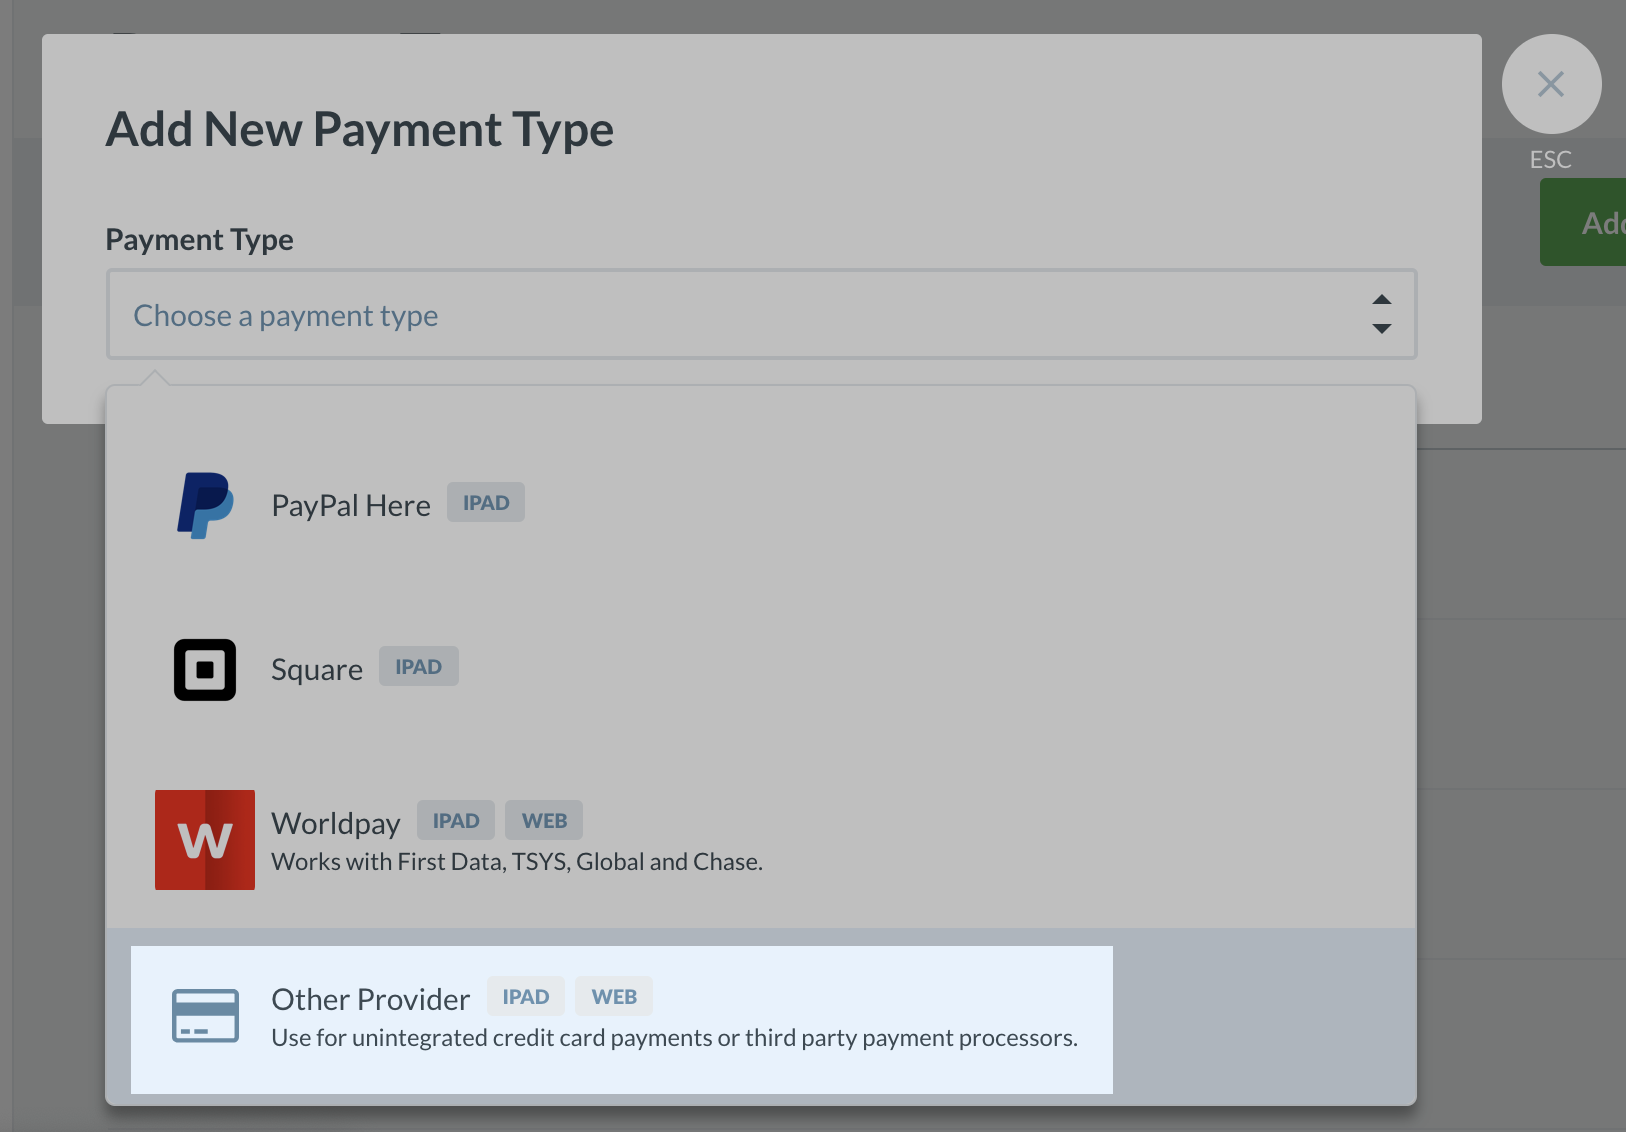 Add New Payment Type
ESC
Payment Type
Choose a payment type
PayPal Here IPAD
Square IPAD
W
Worldpay IPAD WEB
Works with First Data, TSYS, Global and Chase.
Other Provider IPAD WEB
Use for unintegrated credit card payments or third party payment processors.